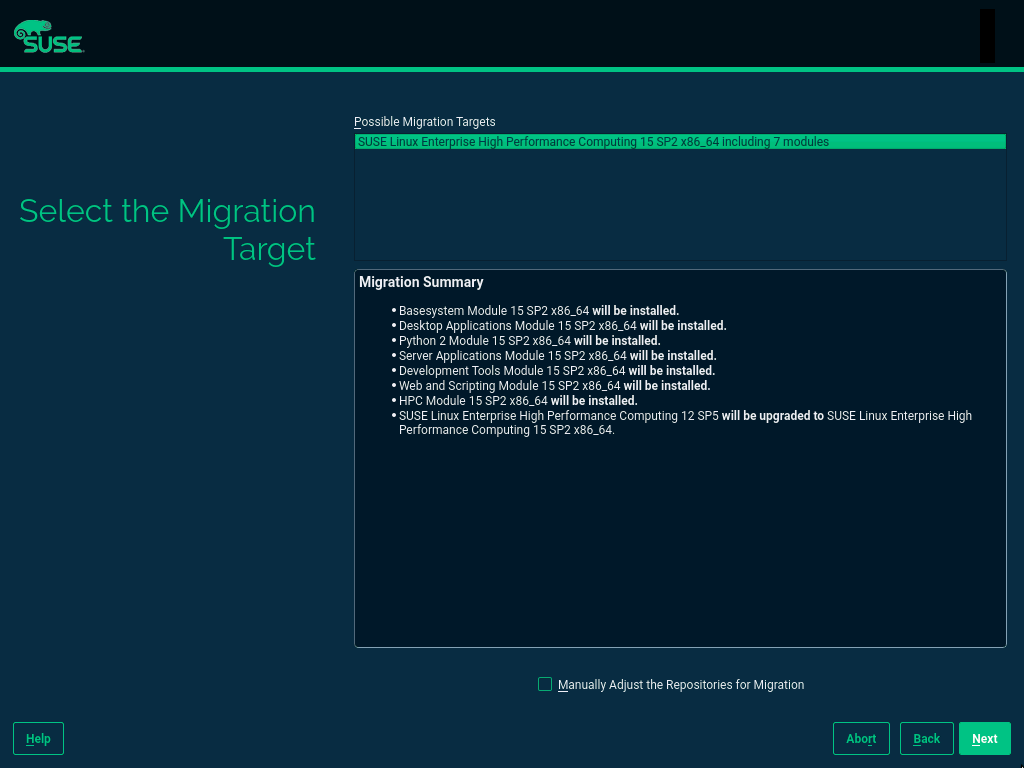 SUSE
Possible Migration Targets
SUSE Linux Enterprise High Performance Computing 15 SP2 x86_64 including 7 modules
Select the Migration
Target
Migration Summary
• Basesystem Module 15 SP2 x86_64 will be installed.
• Desktop Applications Module 15 SP2 x86_64 will be installed.
• Python 2 Module 15 SP2 x86_64 will be installed.
• Server Applications Module 15 SP2 x86_64 will be installed.
• Development Tools Module 15 SP2 x86_64 will be installed.
• Web and Scripting Module 15 SP2 x86_64 will be installed.
• HPC Module 15 SP2 x86_64 will be installed.
• SUSE Linux Enterprise High Performance Computing 12 SP5 will be upgraded to SUSE Linux Enterprise High
Performance Computing 15 SP2 x86_64.
Manually Adjust the Repositories for Migration
Help
Abort
Back
Next